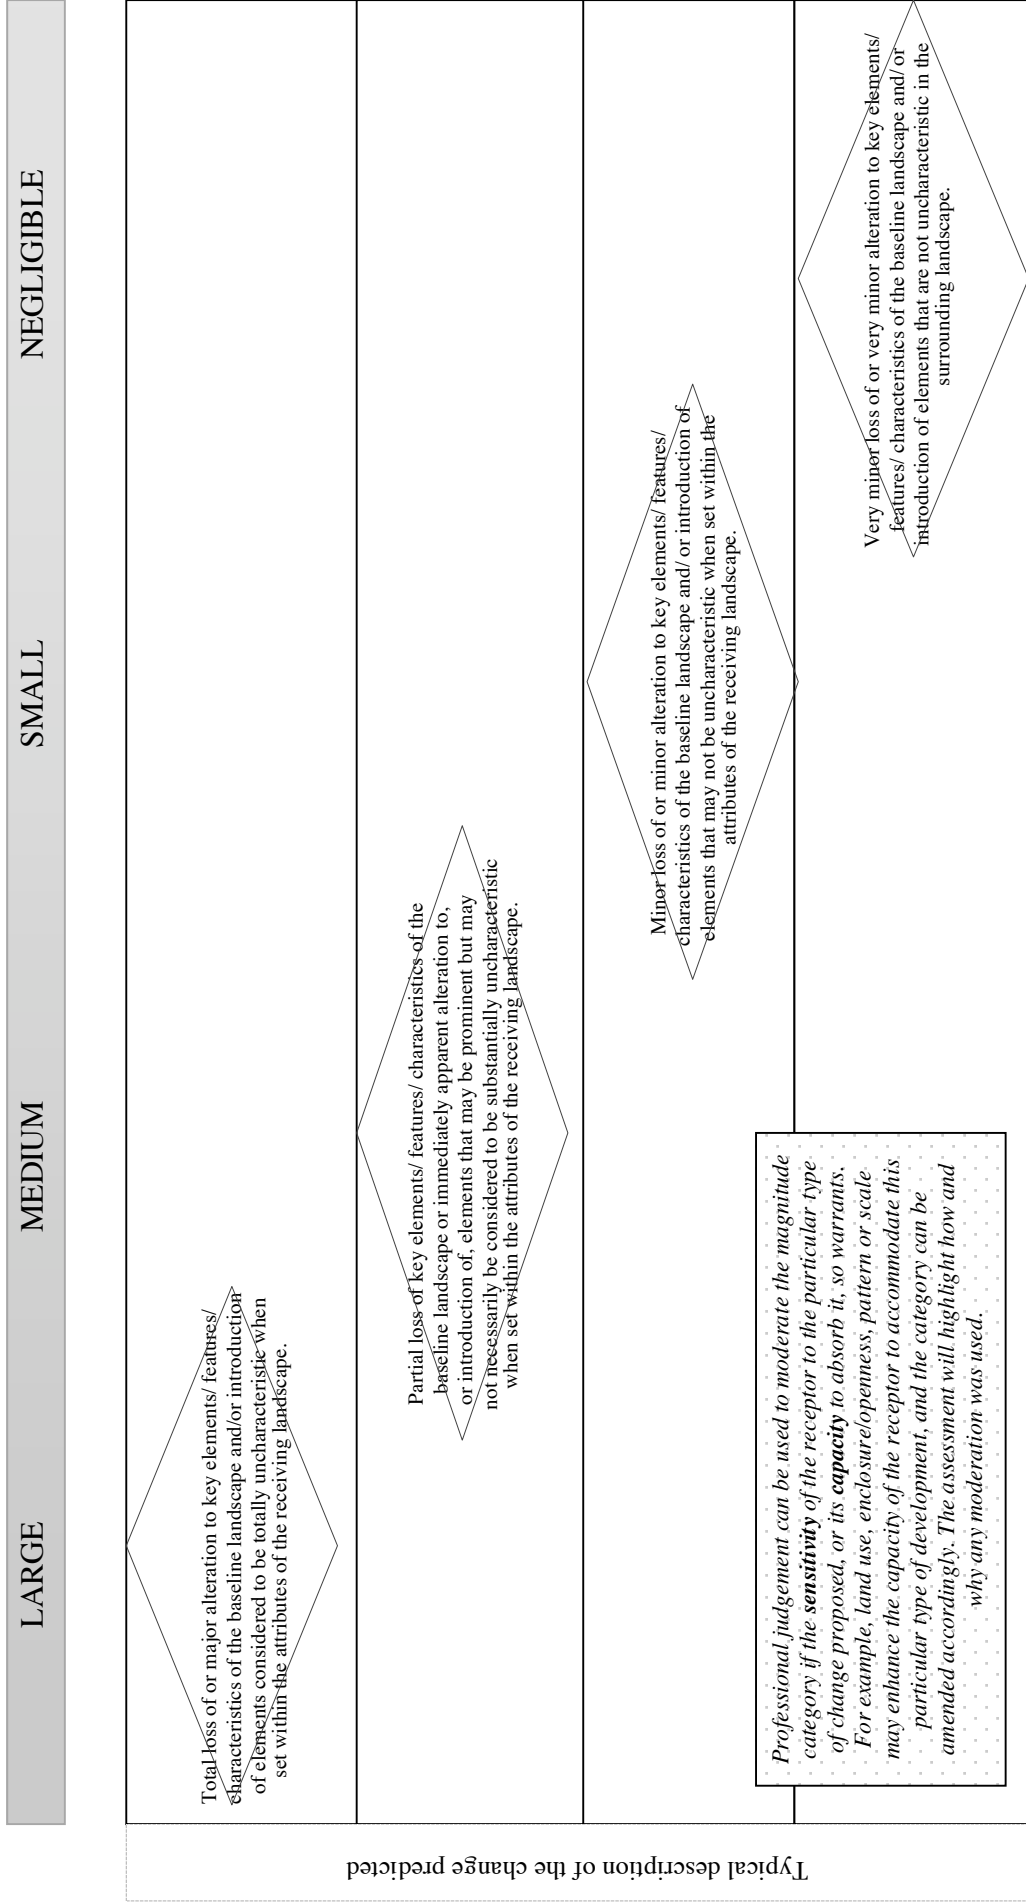 LARGE
MEDIUM
SMALL
NEGLIGIBLE
Typical description of the change predicted
Total loss of or major alteration to key elements/ features/
characteristics of the baseline landscape and/or introduction
of elements considered to be totally uncharacteristic when
set within the attributes of the receiving landscape.
Partial loss of key elements/ features/ characteristics of the
baseline landscape or immediately apparent alteration to,
or introduction of, elements that may be prominent but may
not necessarily be considered to be substantially uncharacteristic
when set within the attributes of the receiving landscape.
Minor loss of or minor alteration to key elements/ features/
characteristics of the baseline landscape and/ or introduction of
elements that may not be uncharacteristic when set within the
attributes of the receiving landscape.
Very minor loss of or very minor alteration to key elements/
features/ characteristics of the baseline landscape and/ or
introduction of elements that are not uncharacteristic in the
surrounding landscape.
Professional judgement can be used to moderate the magnitude
category if the sensitivity of the receptor to the particular type
of change proposed, or its capacity to absorb it, so warrants.
For example, land use, enclosure/openness, pattern or scale
may enhance the capacity of the receptor to accommodate this
particular type of development, and the category can be
amended accordingly. The assessment will highlight how and
why any moderation was used.